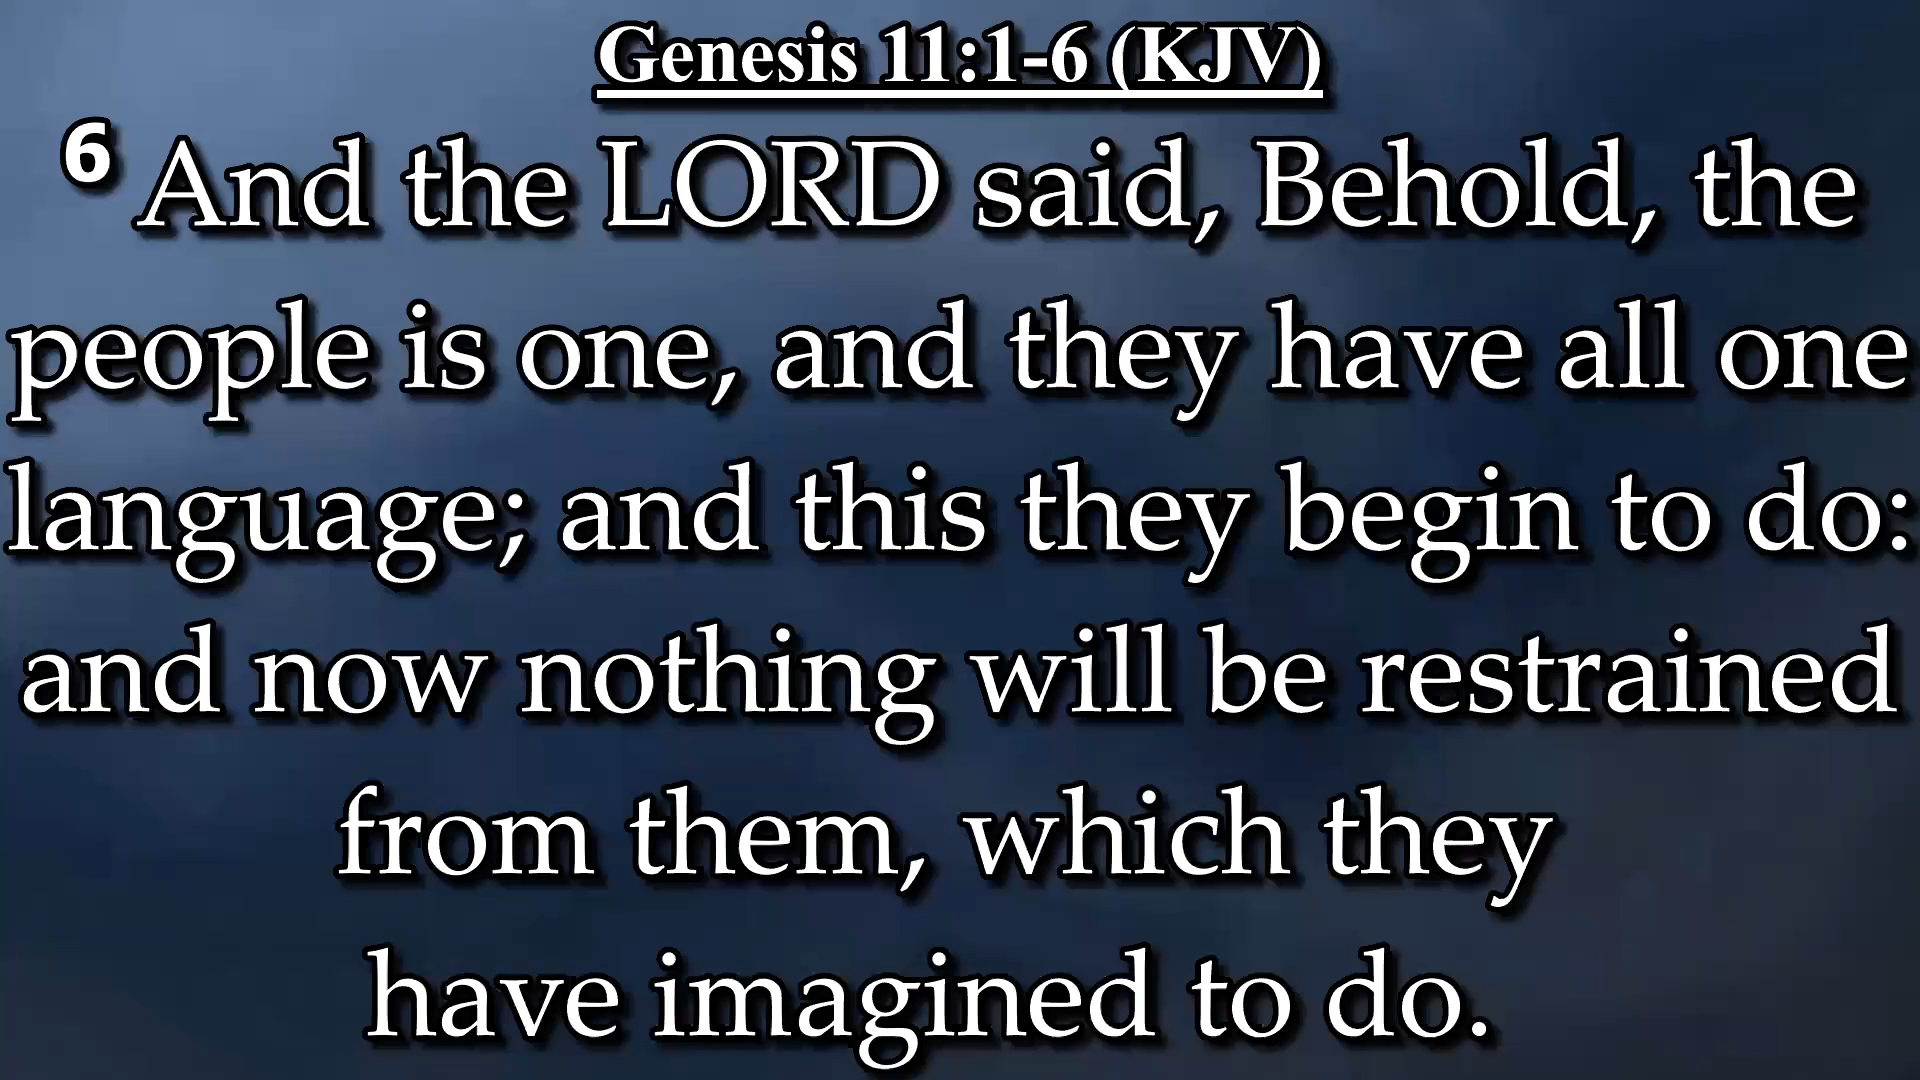 Genesis 11:1-6 (KJV)
6 And the LORD said, Behold, the
people is one, and they have all one
language; and this they begin to do:
and now nothing will be restrained
from them, which they
have imagined to do.